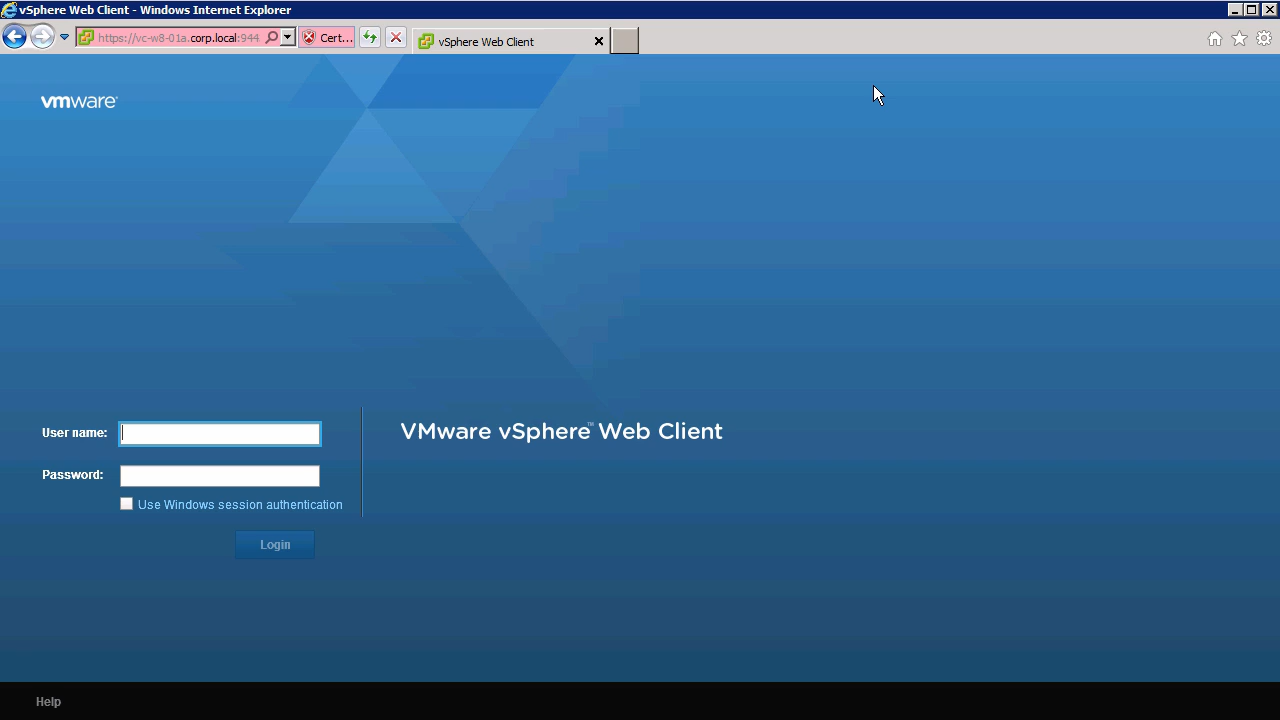 vSphere Web Client - Windows Internet Explorer
https://vc-w8-01a.corp.local:944
Cert...
vSphere Web Client
vmware
User name:
VMware vSphere™ Web Client
Password:
Use Windows session authentication
Login
Help